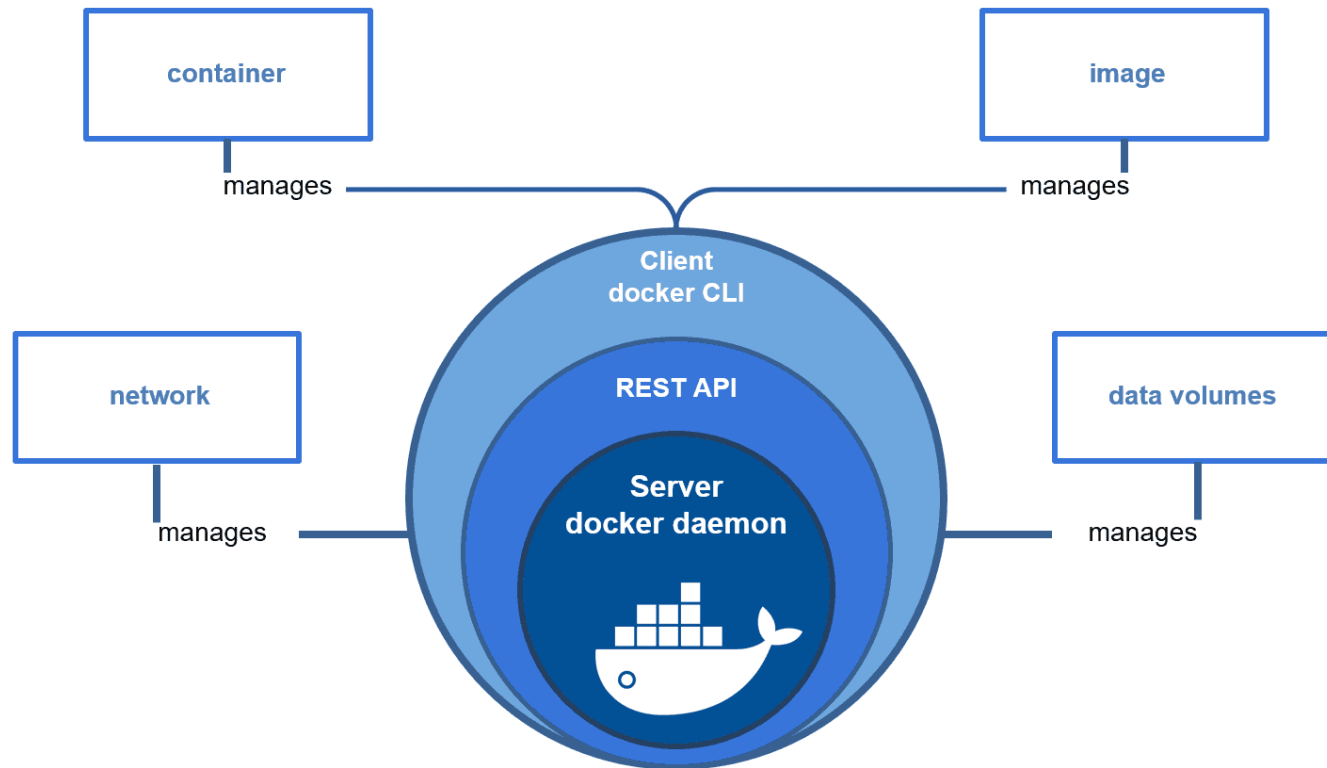 container
image
manages
manages
Client
docker CLI
network
REST API
data volumes
Server
docker daemon
manages
manages